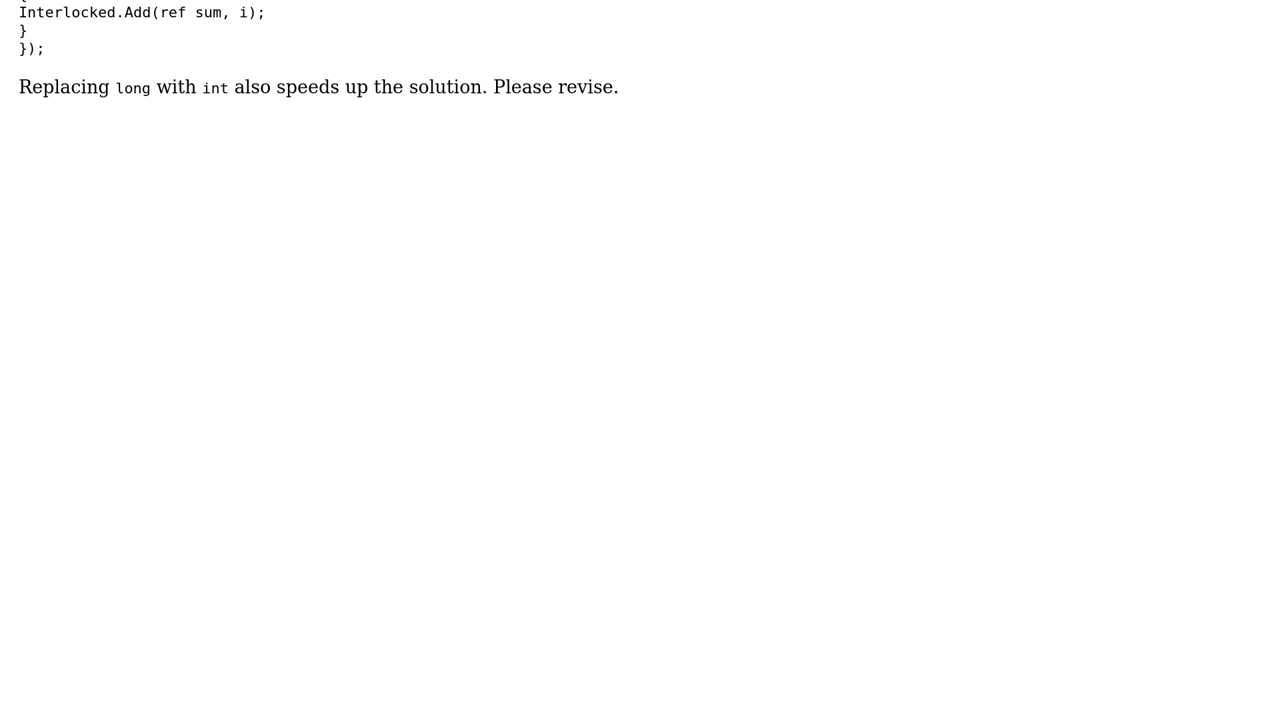 Interlocked.Add(ref sum, i);
}
});
Replacing long with int also speeds up the solution. Please revise.